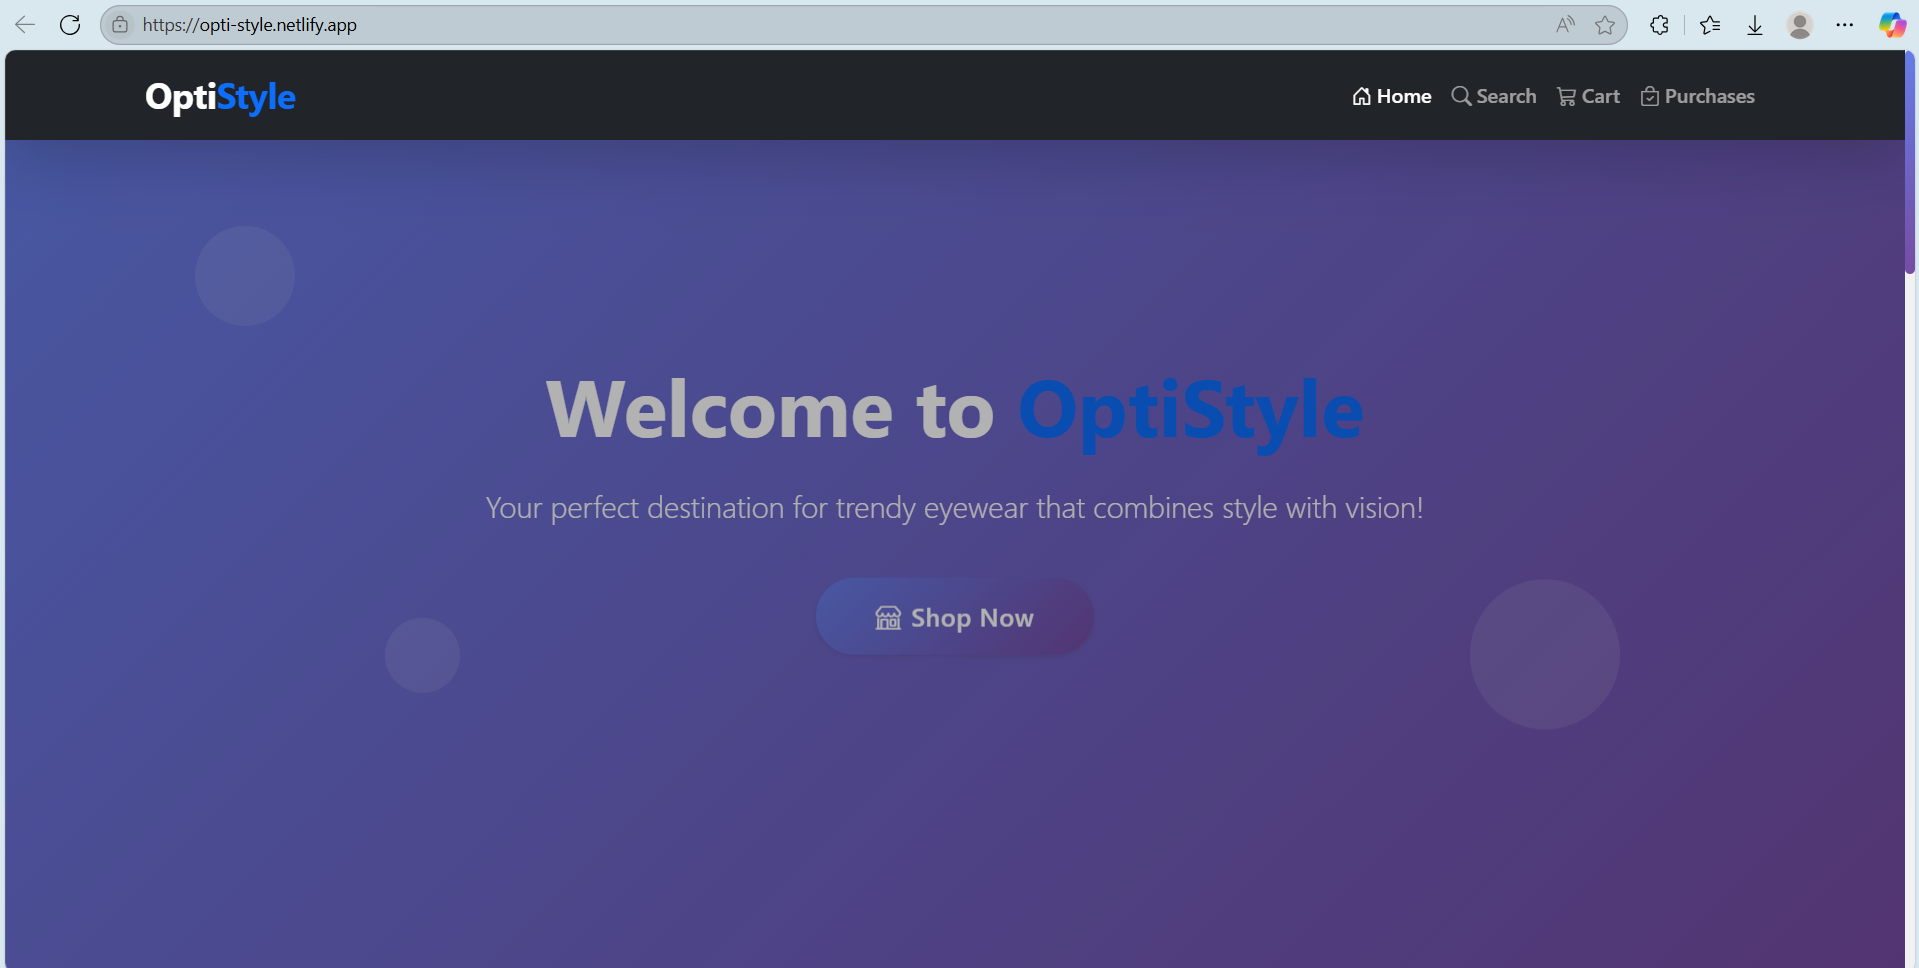 https://opti-style.netlify.app
OptiStyle
Home Search Cart Purchases
Welcome to OptiStyle
Your perfect destination for trendy eyewear that combines style with vision!
Shop Now